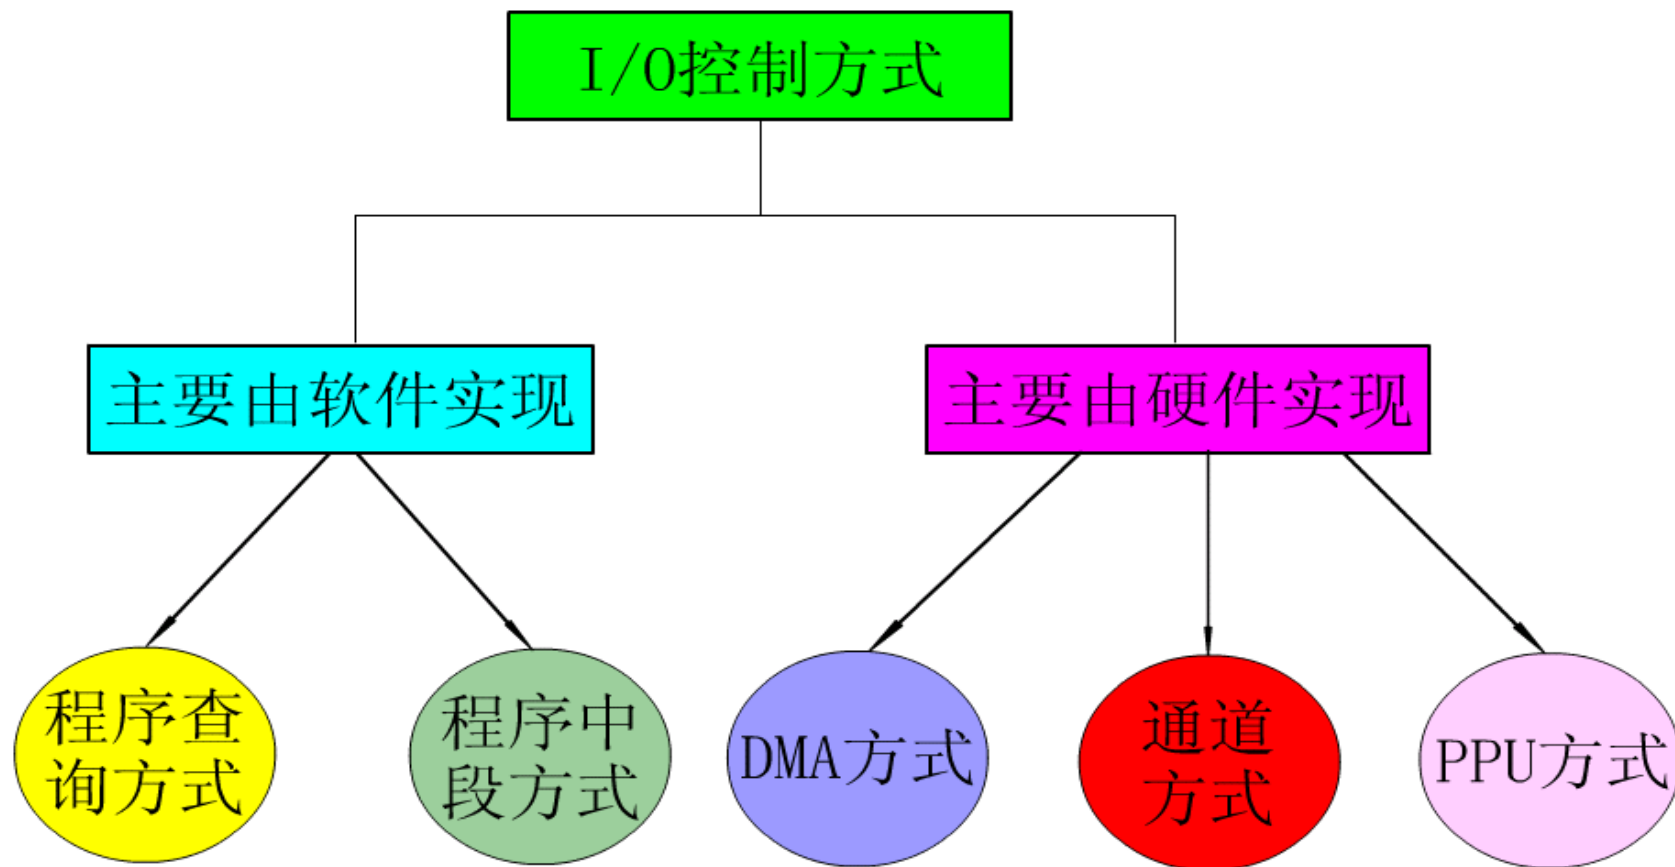 I/O控制方式
主要由软件实现
主要由硬件实现
程序查
询方式
程序中
段方式
DMA方式
通道
方式
PPU方式